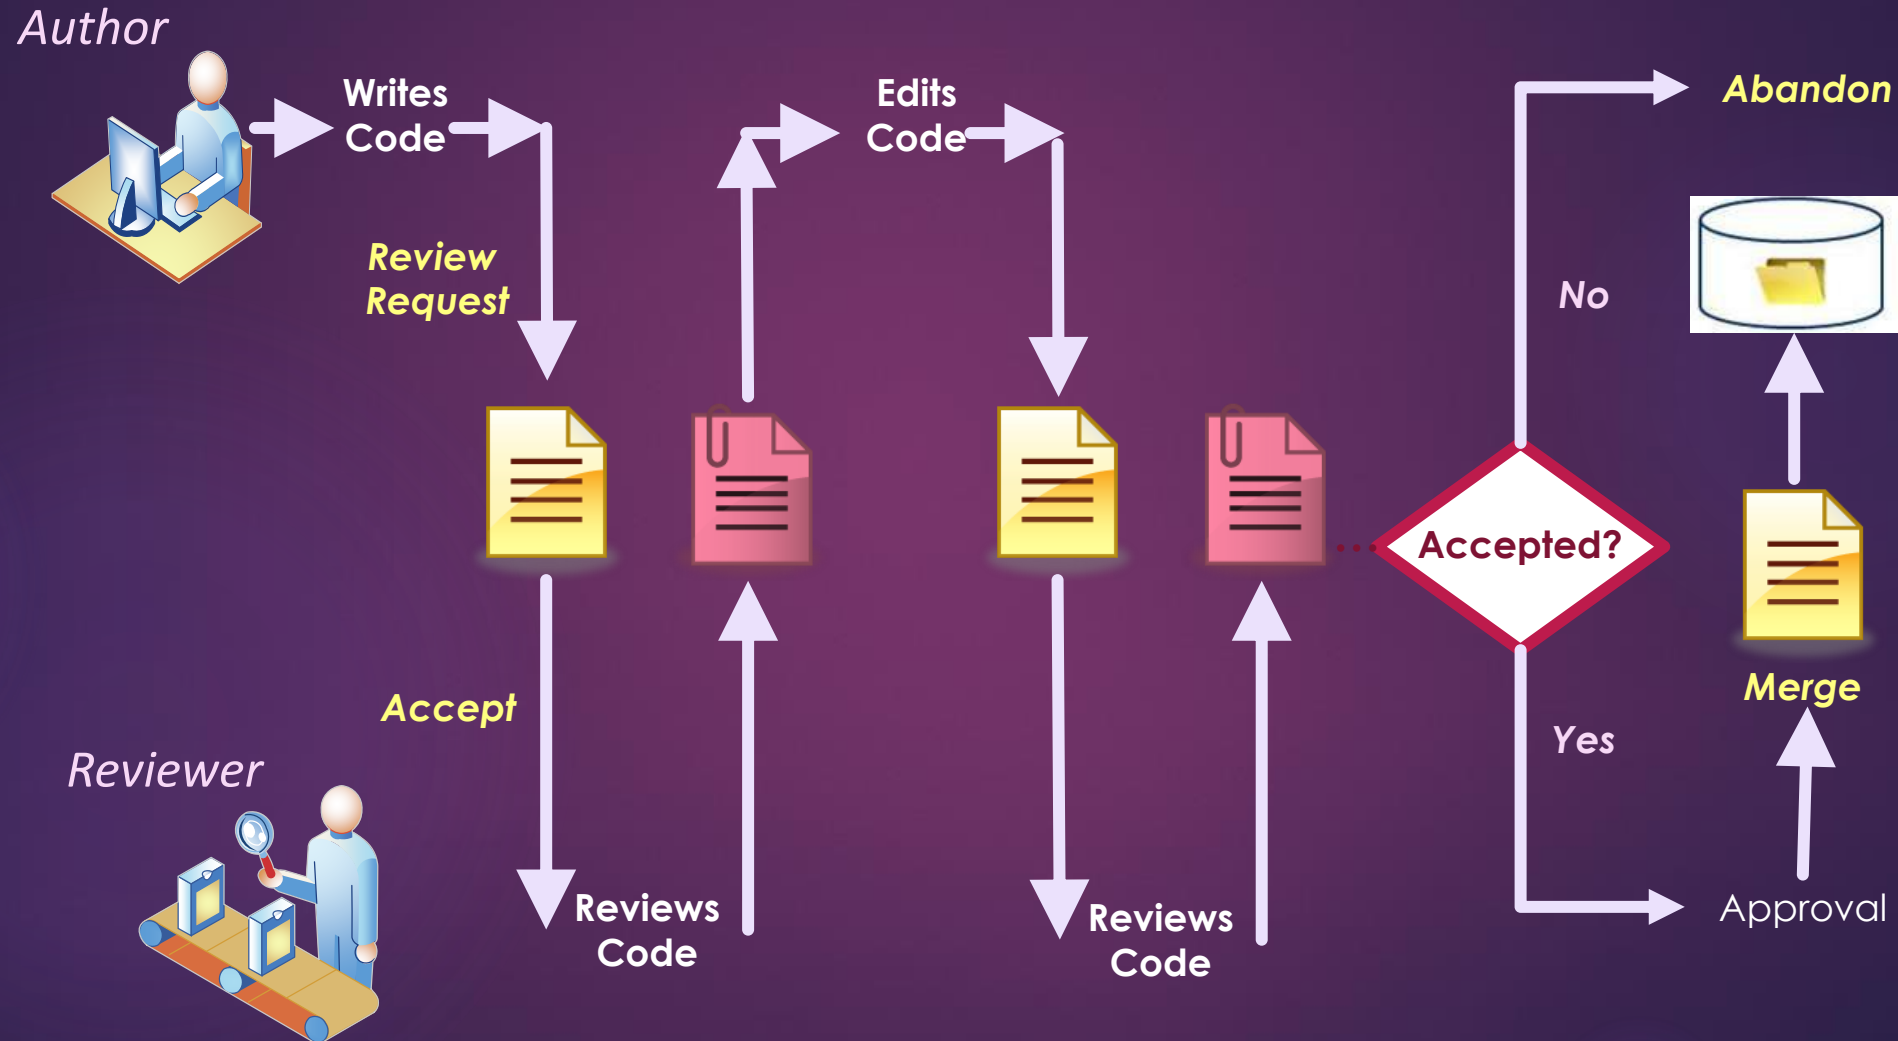 Author
Writes
Code
Edits
Code
Abandon
Review
Request
No
Accepted?
Accept
Merge
Yes
Reviewer
Reviews
Code
Reviews
Code
Approval